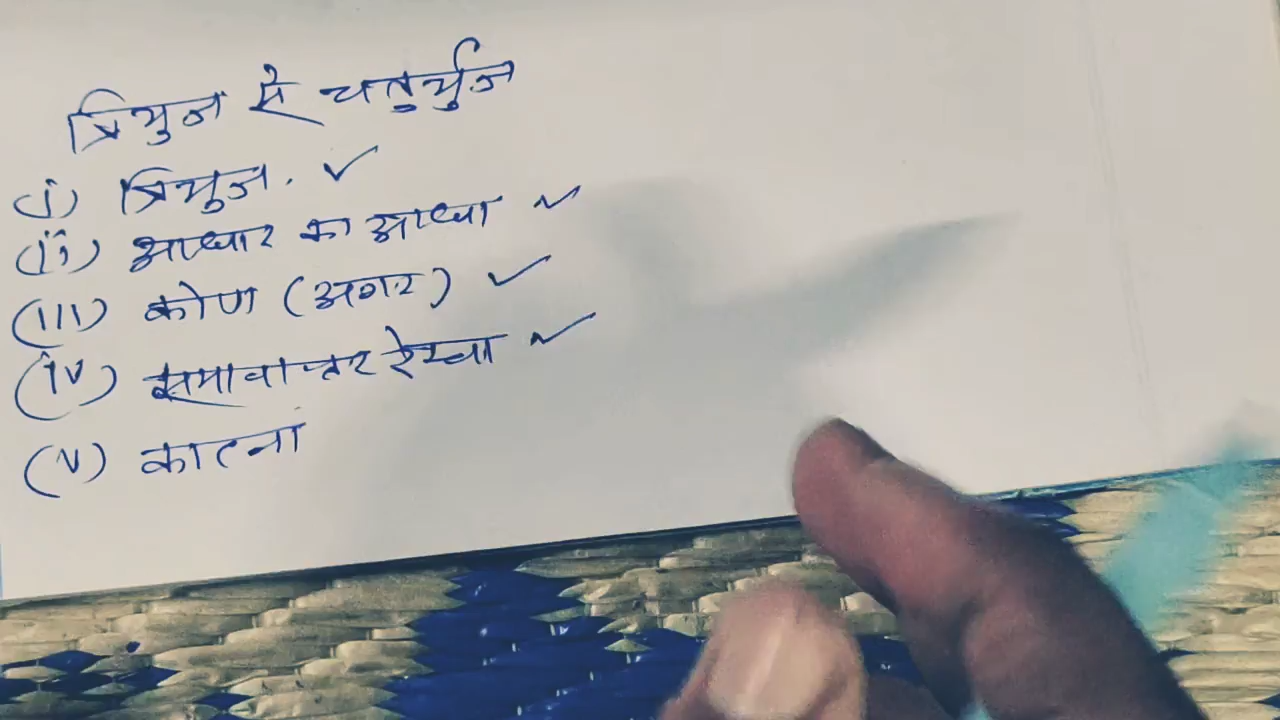 त्रिभुज से चतुर्भुज
(i) त्रिभुज. ✓
(ii) आधार का आधा ✓
(iii) कोण (अगर) ✓
(iv) समानान्तर रेखा ✓
(v) काटना